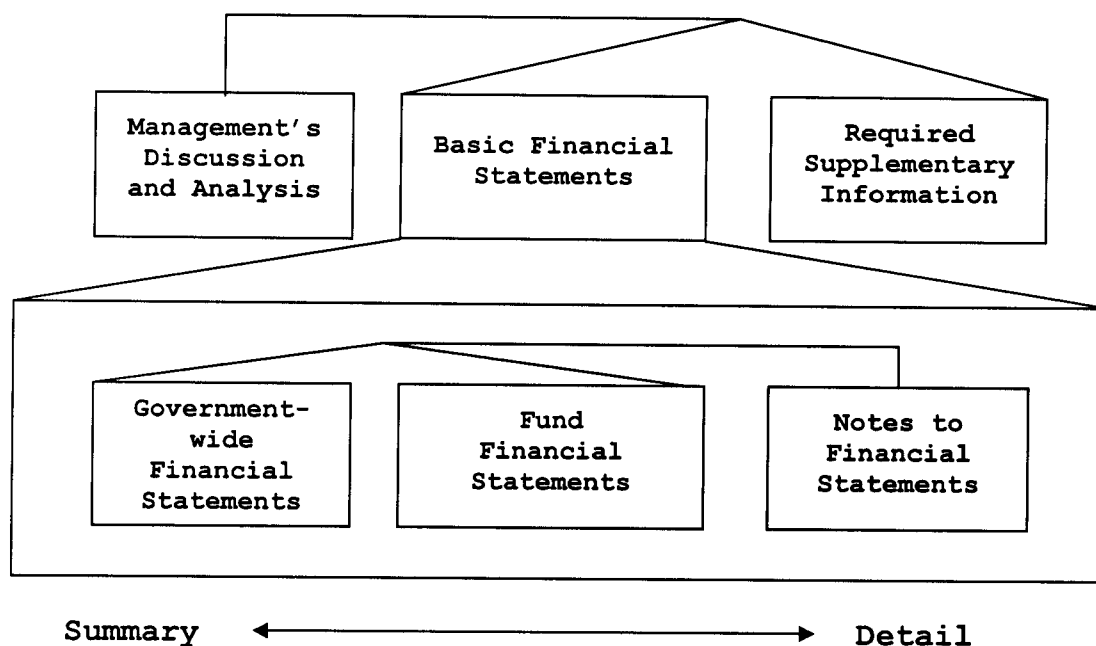 Management's
Discussion
and Analysis
Basic Financial
Statements
Required
Supplementary
Information
Government-
wide
Financial
Statements
Fund
Financial
Statements
Notes to
Financial
Statements
Summary
Detail